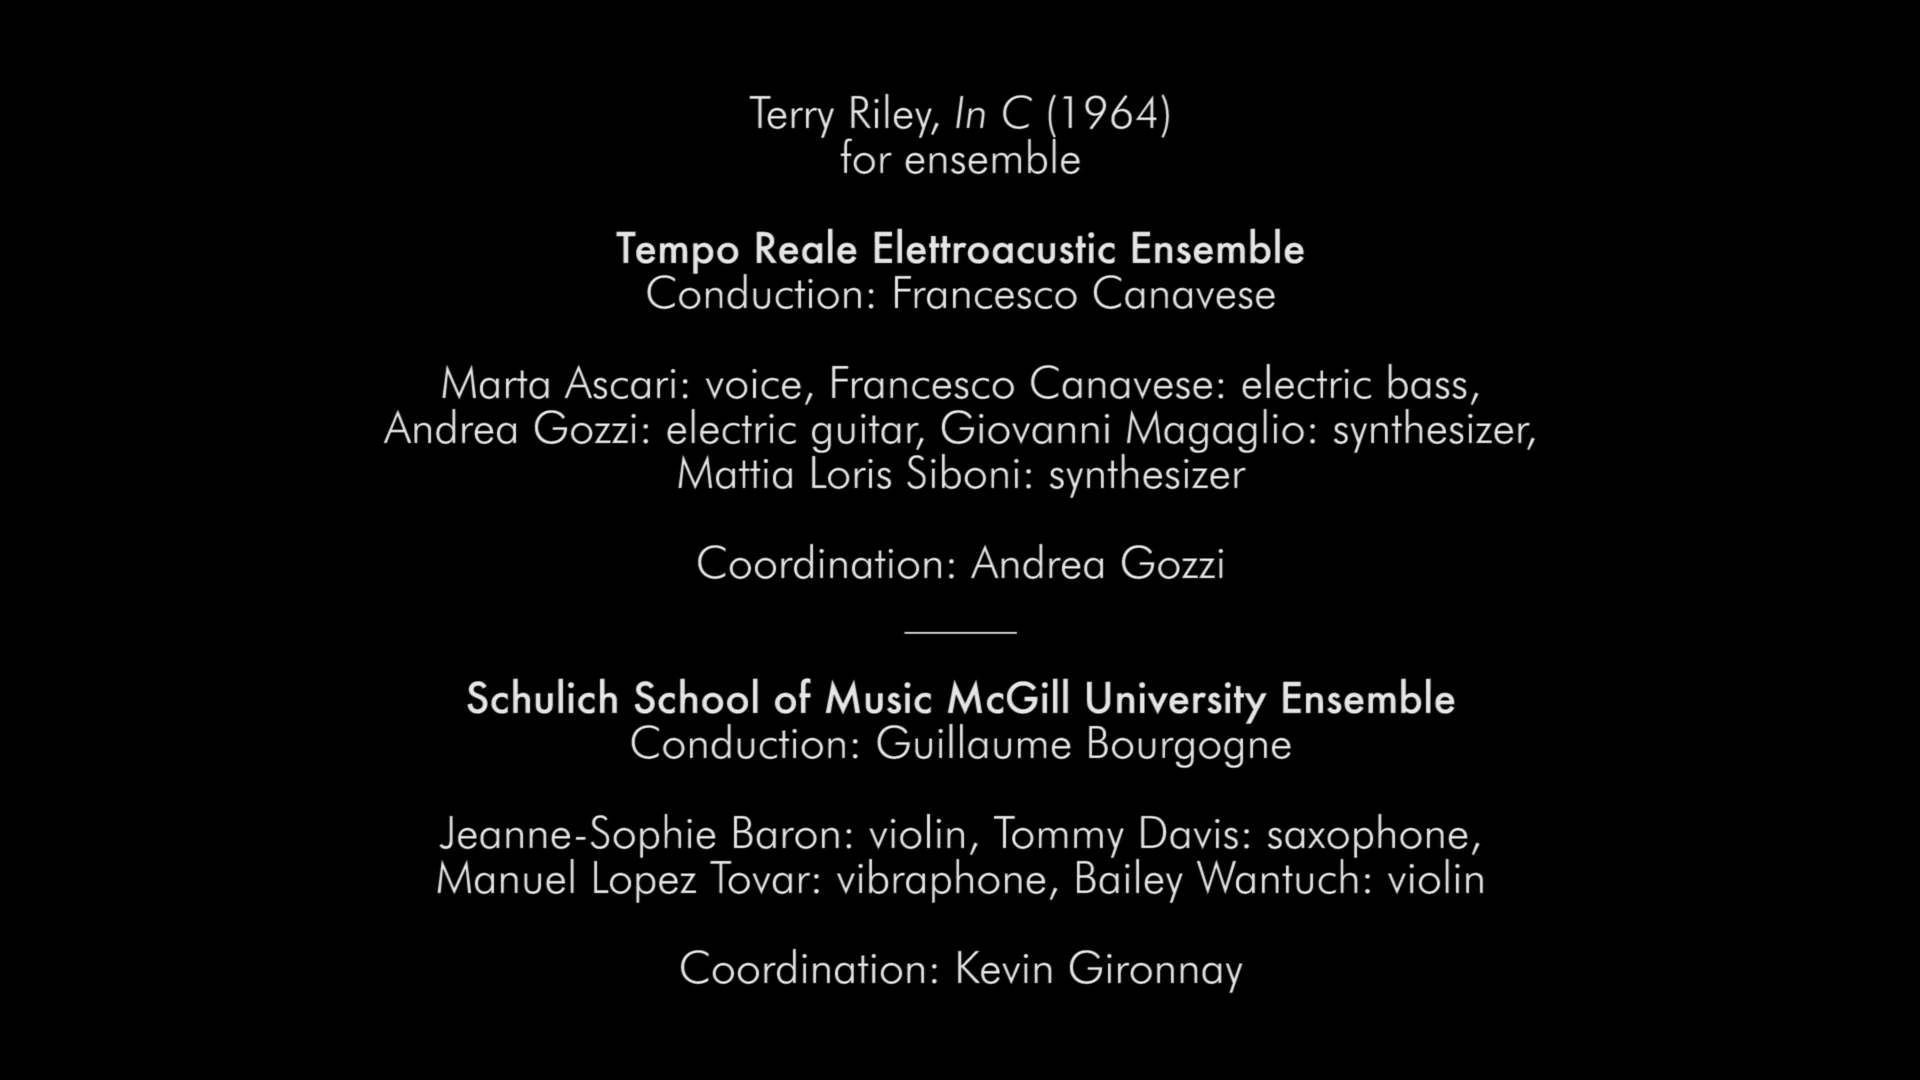 Terry Riley, In C (1964)
for ensemble
Tempo Reale Elettroacustic Ensemble
Conduction: Francesco Canavese
Marta Ascari: voice, Francesco Canavese: electric bass,
Andrea Gozzi: electric guitar, Giovanni Magaglio: synthesizer,
Mattia Loris Siboni: synthesizer
Coordination: Andrea Gozzi
Schulich School of Music McGill University Ensemble
Conduction: Guillaume Bourgogne
Jeanne-Sophie Baron: violin, Tommy Davis: saxophone,
Manuel Lopez Tovar: vibraphone, Bailey Wantuch: violin
Coordination: Kevin Gironnay